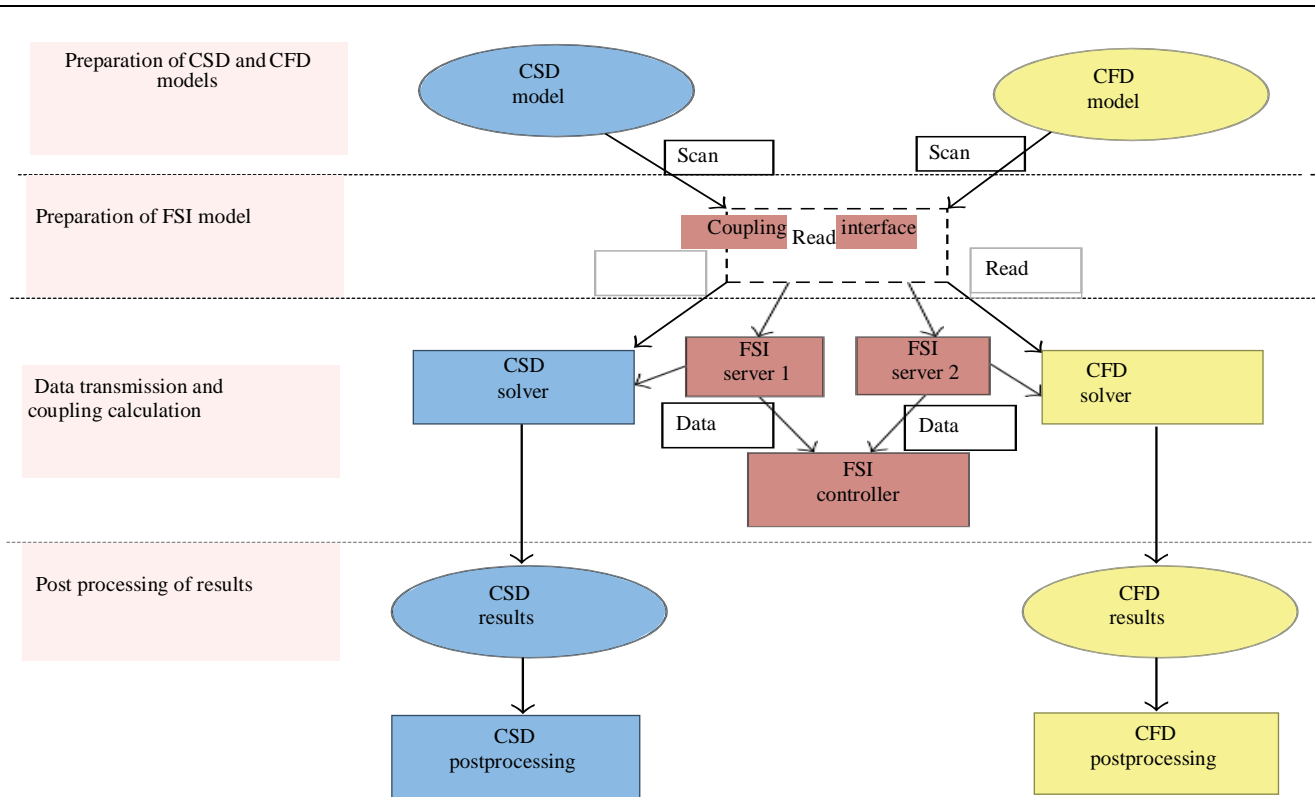 Preparation of CSD and CFD
models
CSD
model
CFD
model
Scan
Scan
Preparation of FSI model
Coupling Read interface
Read
Data transmission and
coupling calculation
CSD
solver
FSI
server 1
FSI
server 2
CFD
solver
Data
Data
FSI
controller
Post processing of results
CSD
results
CFD
results
CSD
postprocessing
CFD
postprocessing